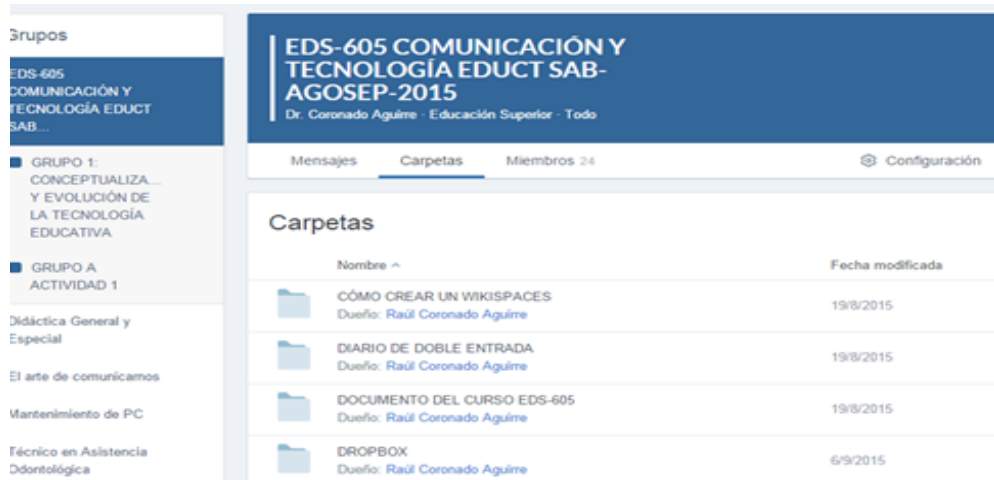 Grupos
EDS-605
COMUNICACIÓN Y
TECNOLOGÍA EDUCT
SAB...
GRUPO 1:
CONCEPTUALIZA...
Y EVOLUCIÓN DE
LA TECNOLOGÍA
EDUCATIVA
GRUPO A
ACTIVIDAD 1
Didáctica General y
Especial
El arte de comunicarnos
Mantenimiento de PC
Técnico en Asistencia
Odontológica
EDS-605 COMUNICACIÓN Y
TECNOLOGÍA EDUCT SAB-
AGOSEP-2015
Dr. Coronado Aguirre · Educación Superior · Todo
Mensajes Carpetas Miembros 24 Configuración
Carpetas
Nombre Fecha modificada
CÓMO CREAR UN WIKISPACES
Dueño: Raúl Coronado Aguirre
19/8/2015
DIARIO DE DOBLE ENTRADA
Dueño: Raúl Coronado Aguirre
19/8/2015
DOCUMENTO DEL CURSO EDS-605
Dueño: Raúl Coronado Aguirre
19/8/2015
DROPBOX
Dueño: Raúl Coronado Aguirre
6/9/2015